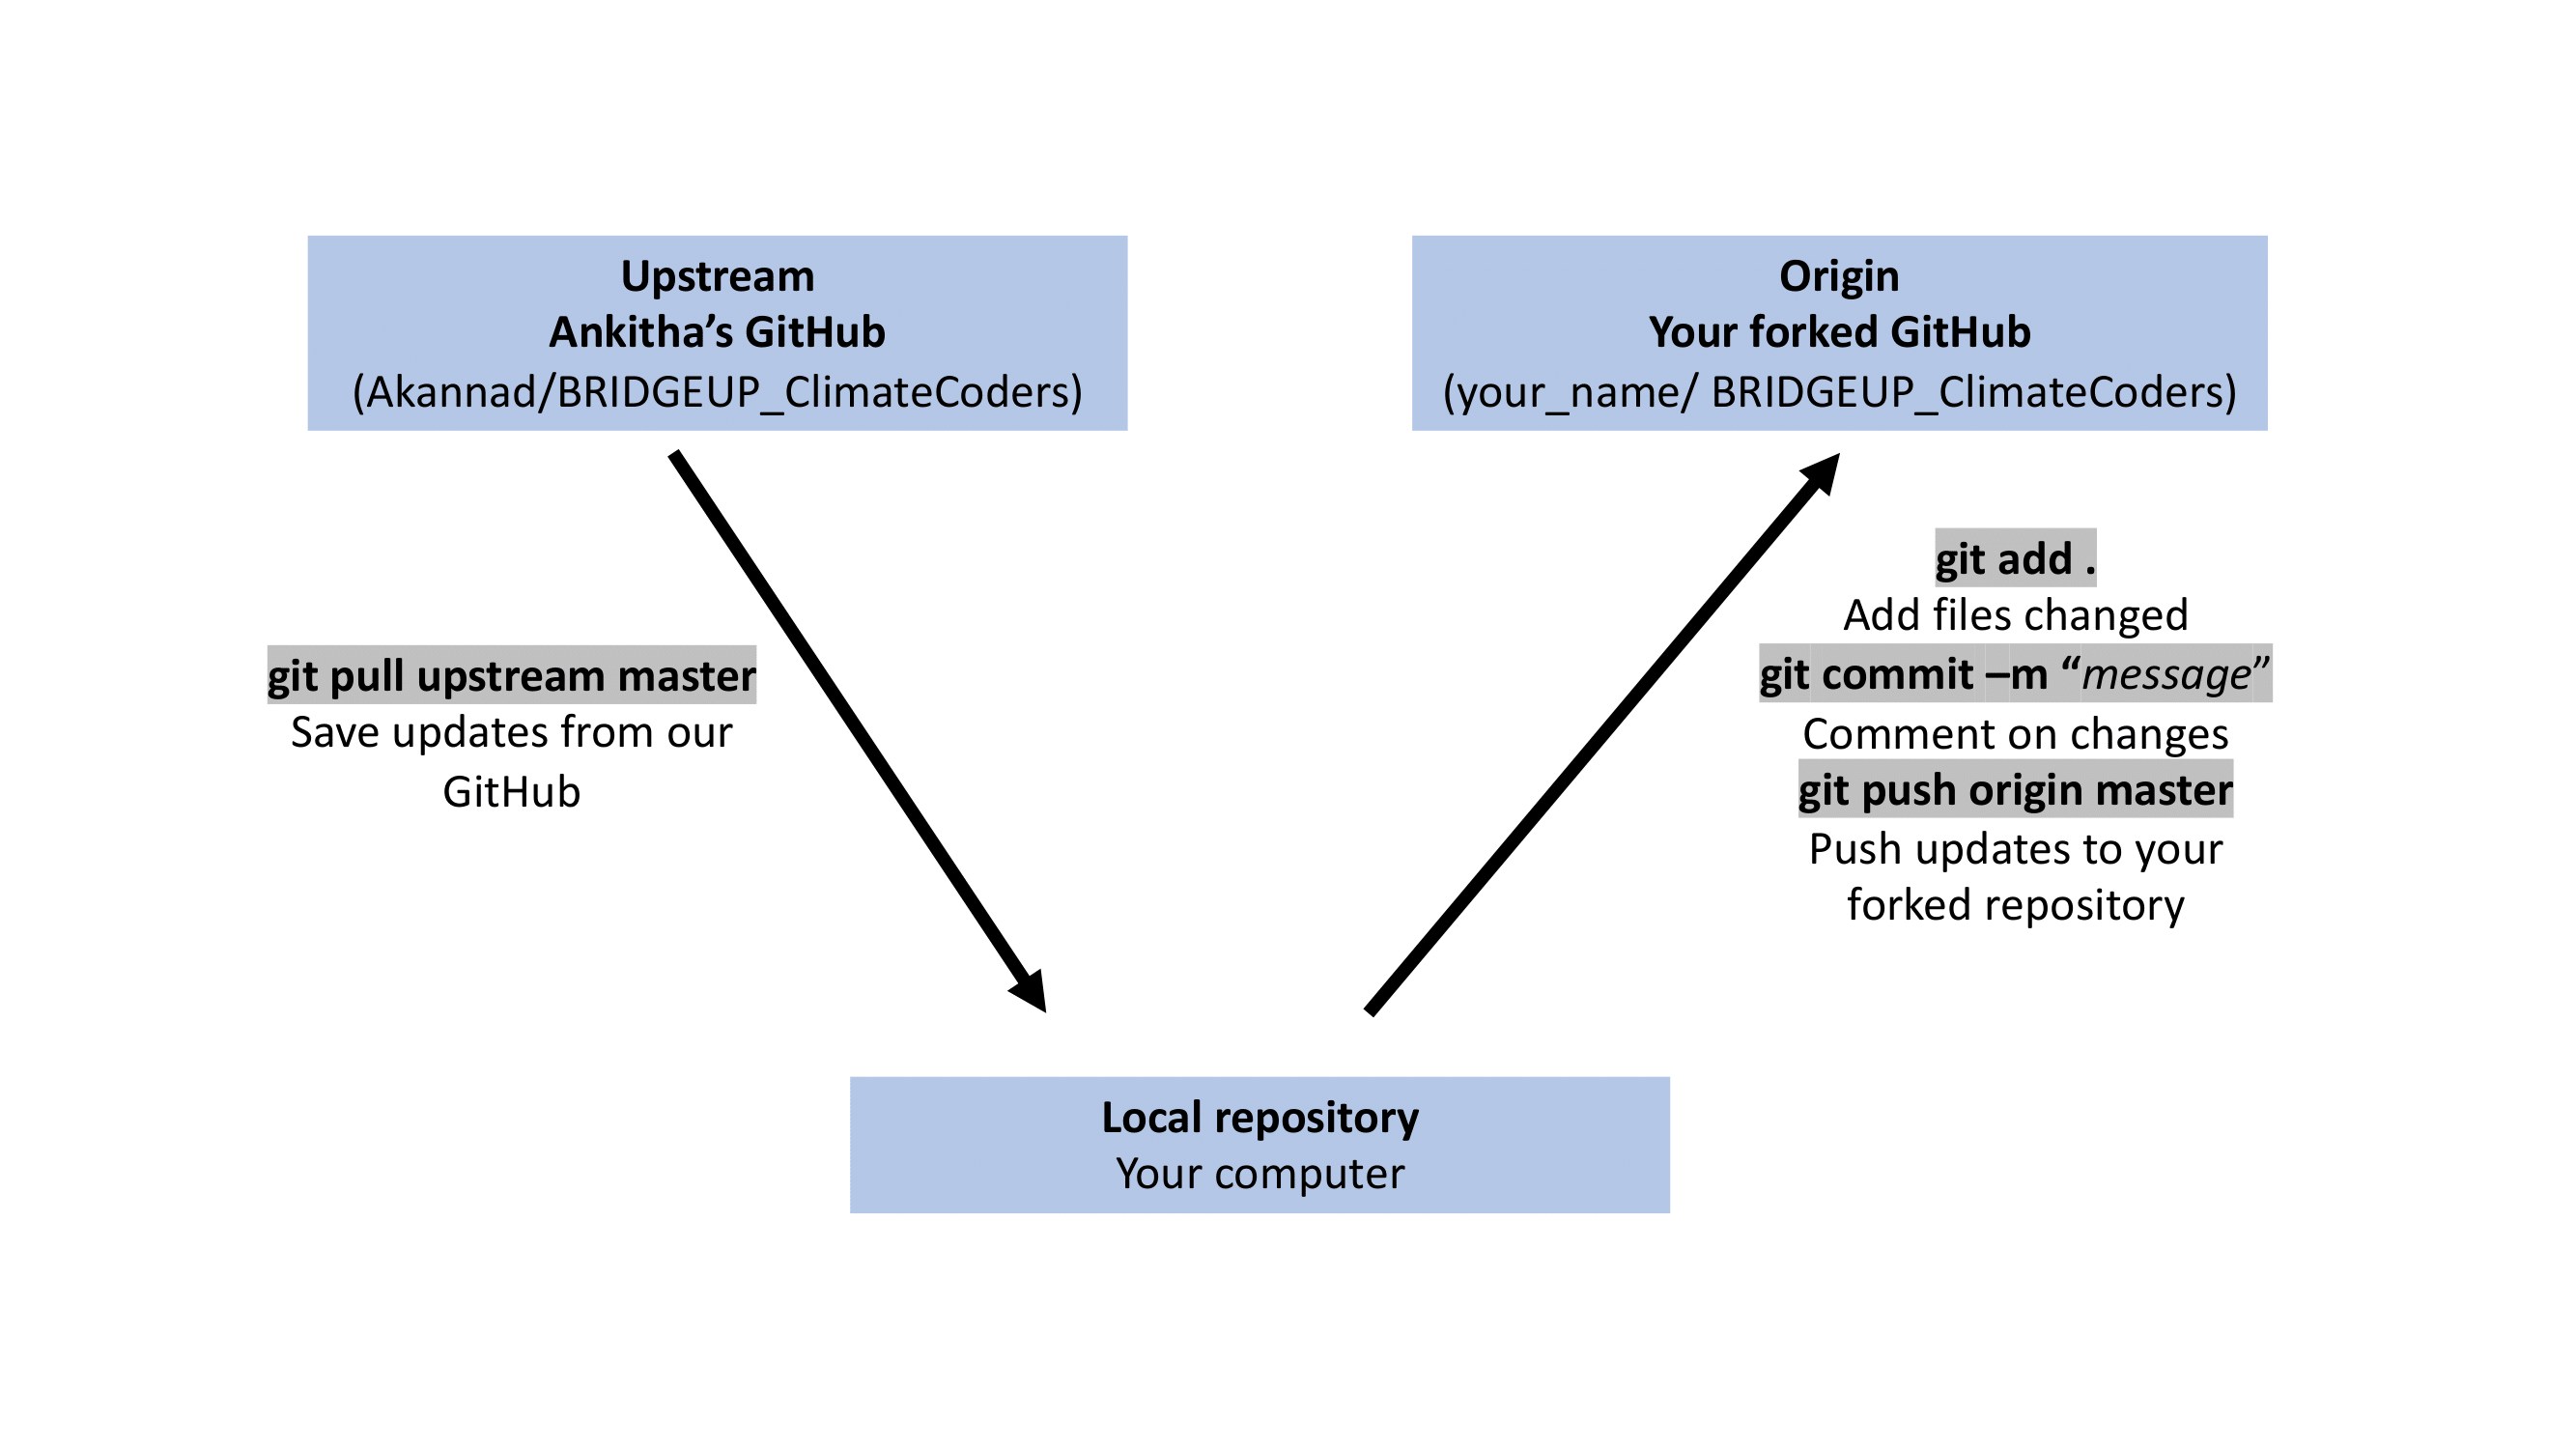 Upstream
Ankitha’s GitHub
(Akannad/BRIDGEUP_ClimateCoders)
Origin
Your forked GitHub
(your_name/ BRIDGEUP_ClimateCoders)
git pull upstream master
Save updates from our
GitHub
git add .
Add files changed
git commit –m “message”
Comment on changes
git push origin master
Push updates to your
forked repository
Local repository
Your computer